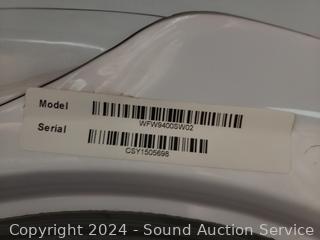 Model
WFW9400SW02
Serial
CSY1505698
Copyright 2024 - Sound Auction Service